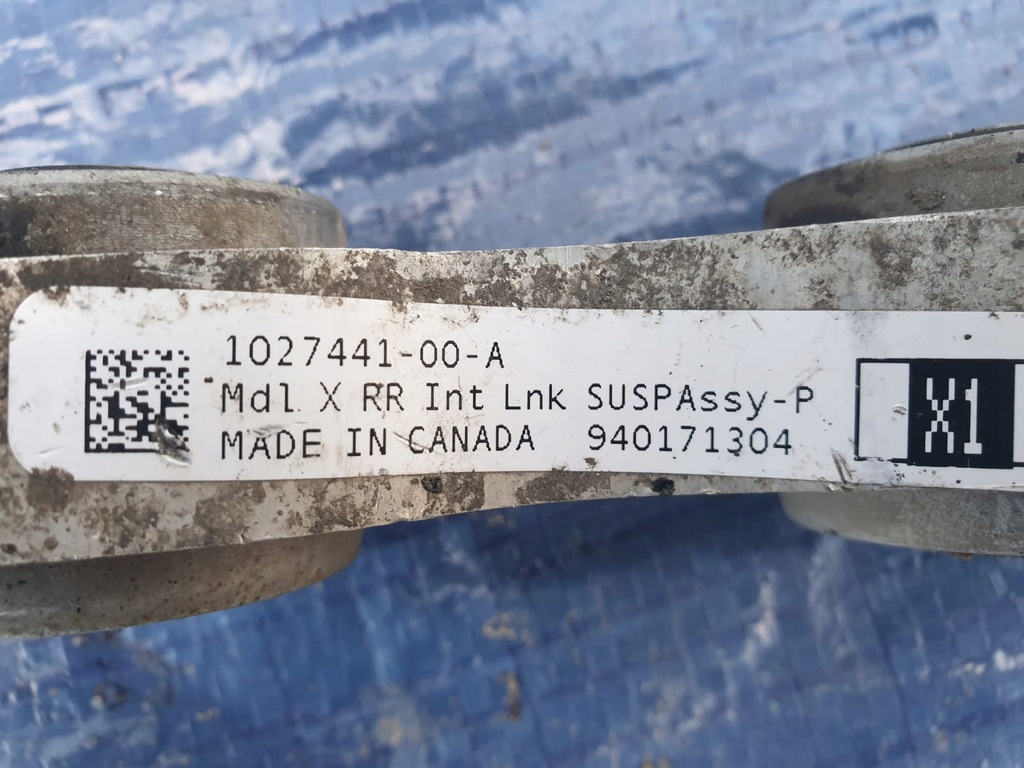 1027441-00-A
Mdl X RR Int Lnk SUSPAssy-P
MADE IN CANADA 940171304
X1